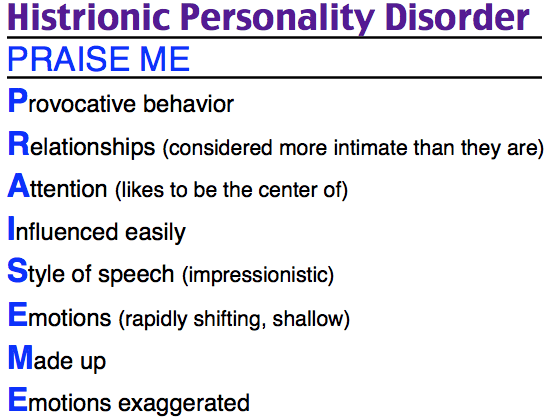 Histrionic Personality Disorder
PRAISE ME
Provocative behavior
Relationships (considered more intimate than they are)
Attention (likes to be the center of)
Influenced easily
Style of speech (impressionistic)
Emotions (rapidly shifting, shallow)
Made up
Emotions exaggerated